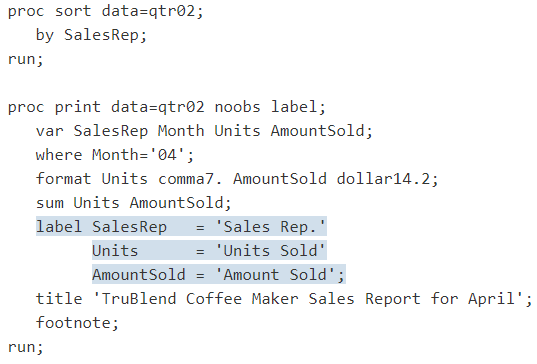 proc sort data=qtr02;
   by SalesRep;
run;

proc print data=qtr02 noobs label;
   var SalesRep Month Units AmountSold;
   where Month='04';
   format Units comma7. AmountSold dollar14.2;
   sum Units AmountSold;
   label SalesRep   = 'Sales Rep.'
         Units      = 'Units Sold'
         AmountSold = 'Amount Sold';
   title 'TruBlend Coffee Maker Sales Report for April';
   footnote;
run;